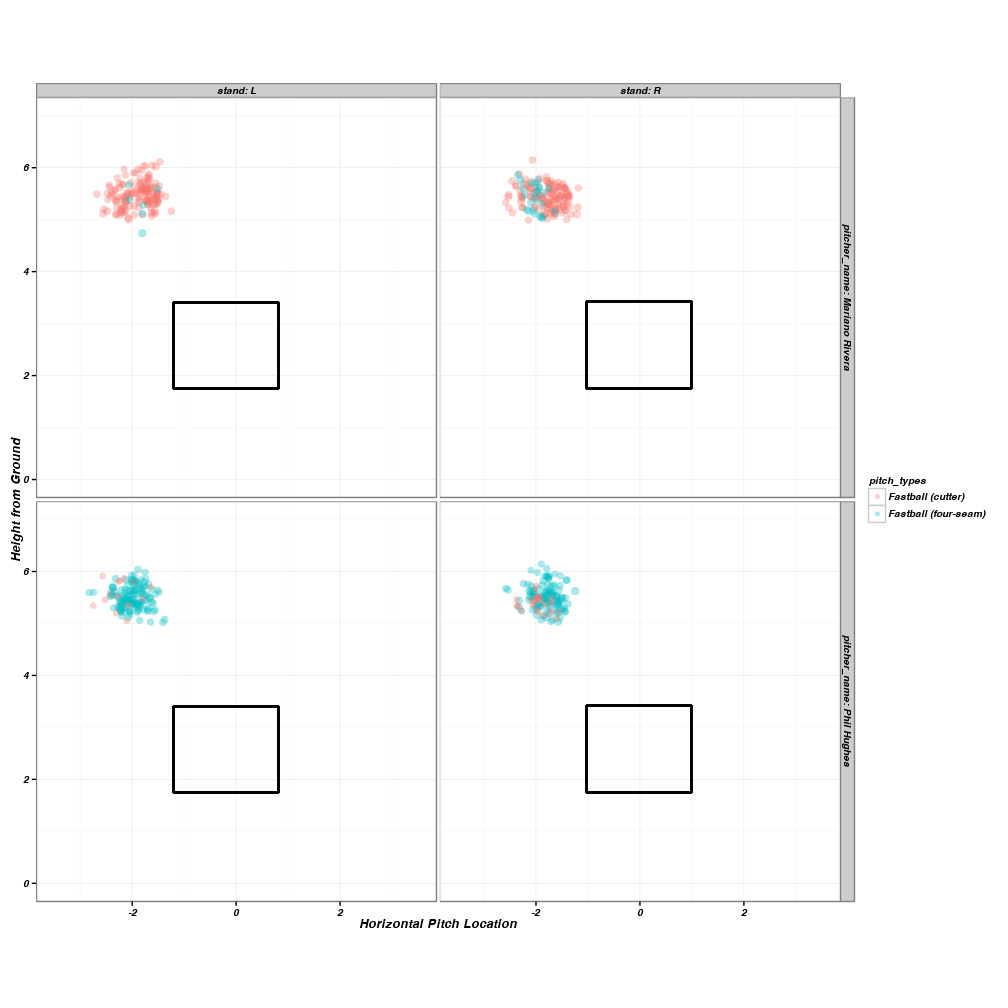 stand: L
stand: R
6
4
2
0
pitcher_name: Mariano Rivera
6
4
2
0
pitcher_name: Phil Hughes
-2
0
2
-2
0
2
Horizontal Pitch Location
Height from Ground
pitch_types
Fastball (cutter)
Fastball (four-seam)